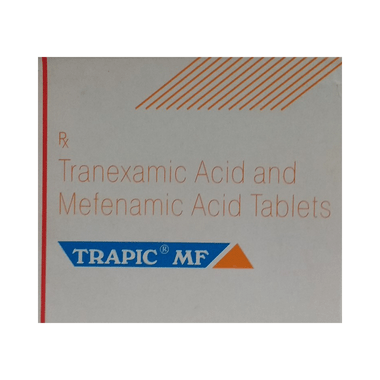 Rx
Tranexamic Acid and
Mefenamic Acid Tablets
TRAPIC® MF